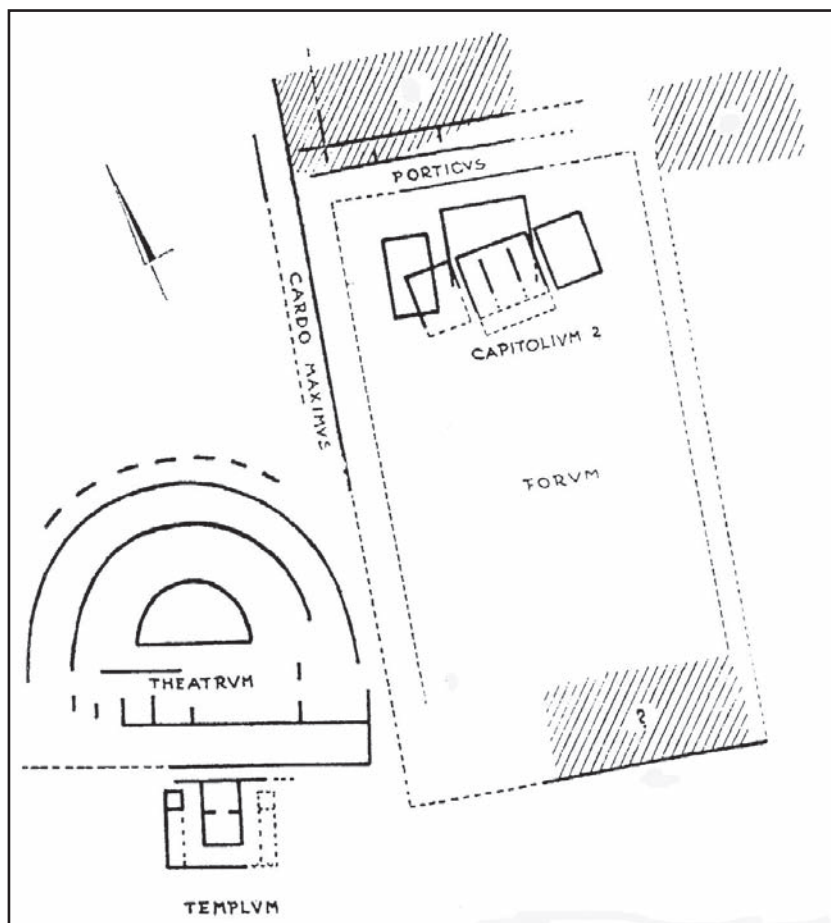 PORTICVS
CARDO MAXIMVS
CAPITOLIVM 2
FORVM
THEATRVM
?
TEMPLVM